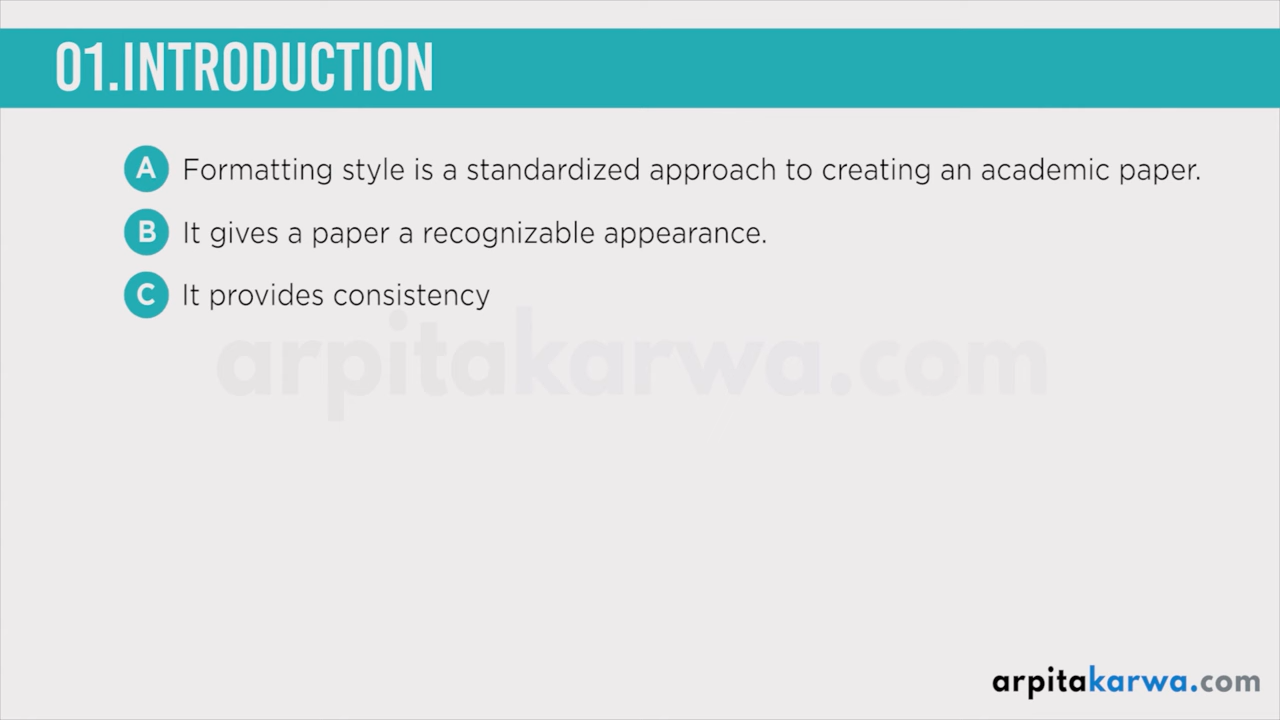 01.INTRODUCTION
A Formatting style is a standardized approach to creating an academic paper.
B It gives a paper a recognizable appearance.
C It provides consistency
arpitakarwa.com
arpitakarwa.com